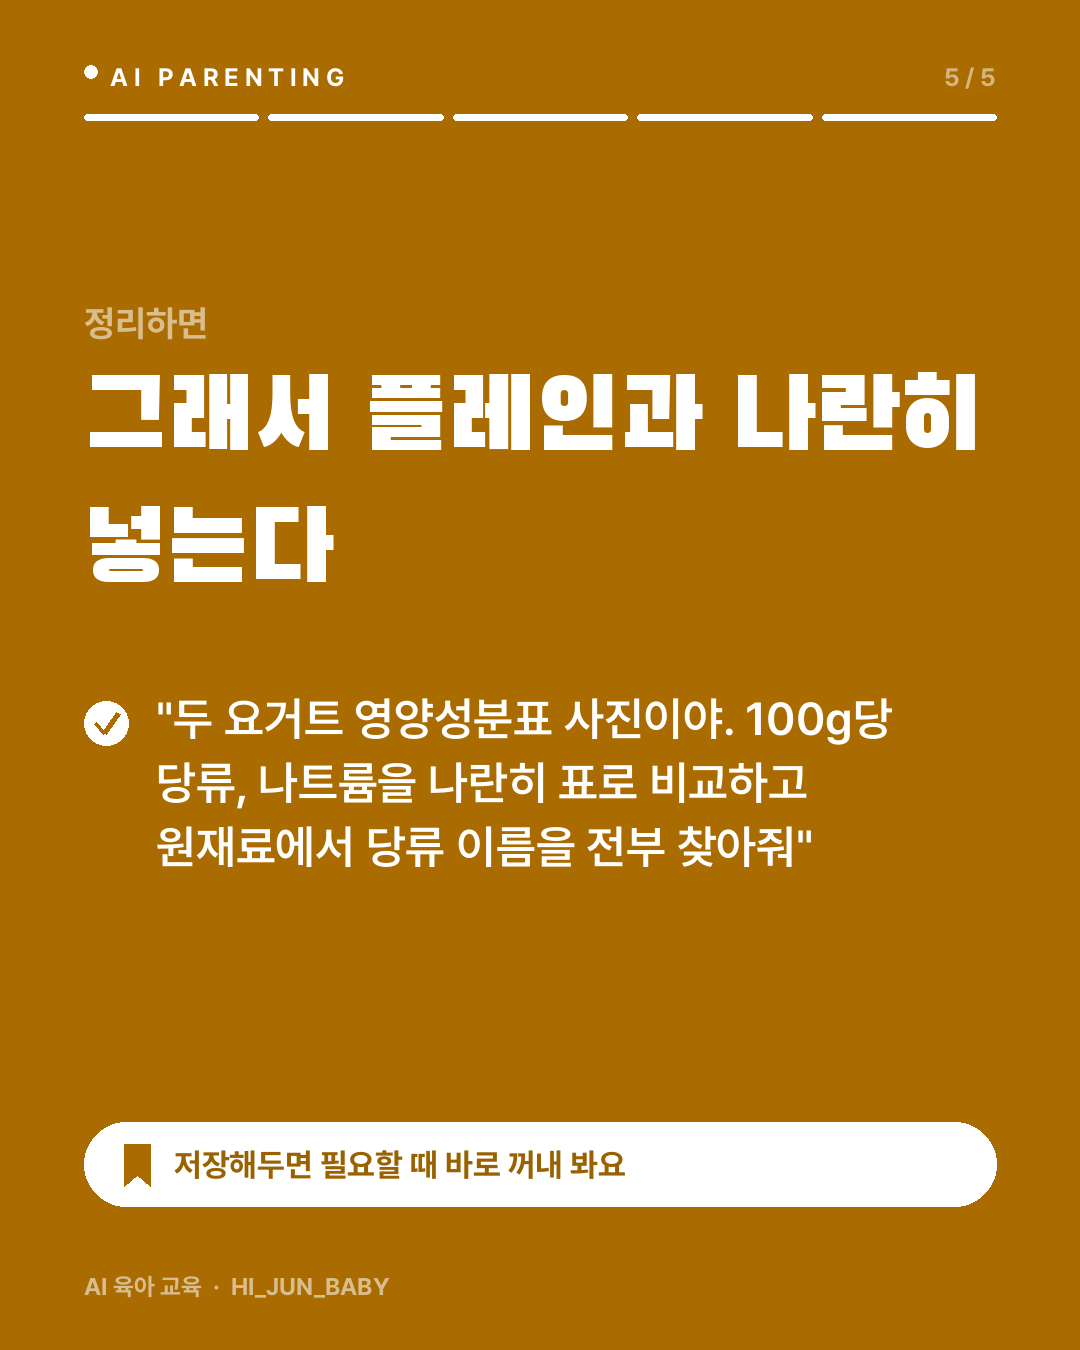 AI PARENTING
5 / 5
정리하면
그래서 플레인과 나란히
넣는다
"두 요거트 영양성분표 사진이야. 100g당
당류, 나트륨을 나란히 표로 비교하고
원재료에서 당류 이름을 전부 찾아줘"
저장해두면 필요할 때 바로 꺼내 봐요
AI 육아 교육 · HI_JUN_BABY